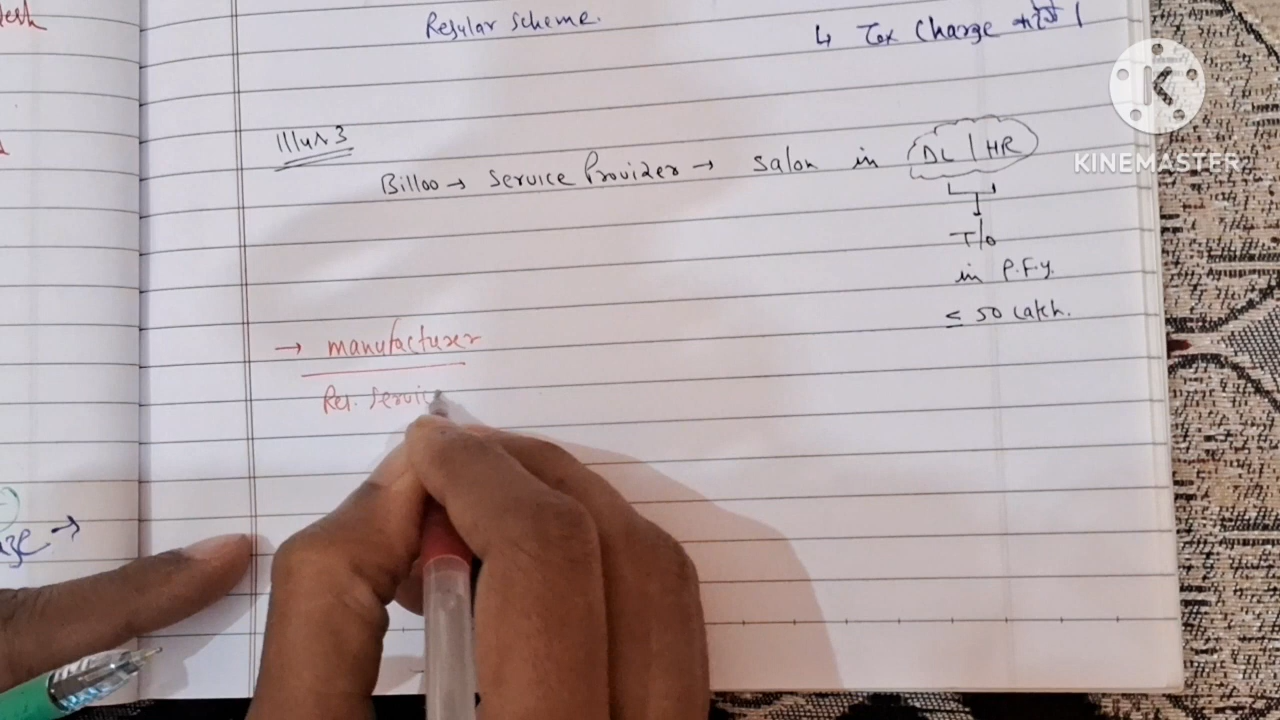 Regular Scheme.
↳ Tax Charge
Illus 3
Billoo → Service Provider → Salon in DL | HR
T/o
in P.F.Y.
≤ 50 Lakh.
→ manufacturer
Res. Servic
KINEMASTER